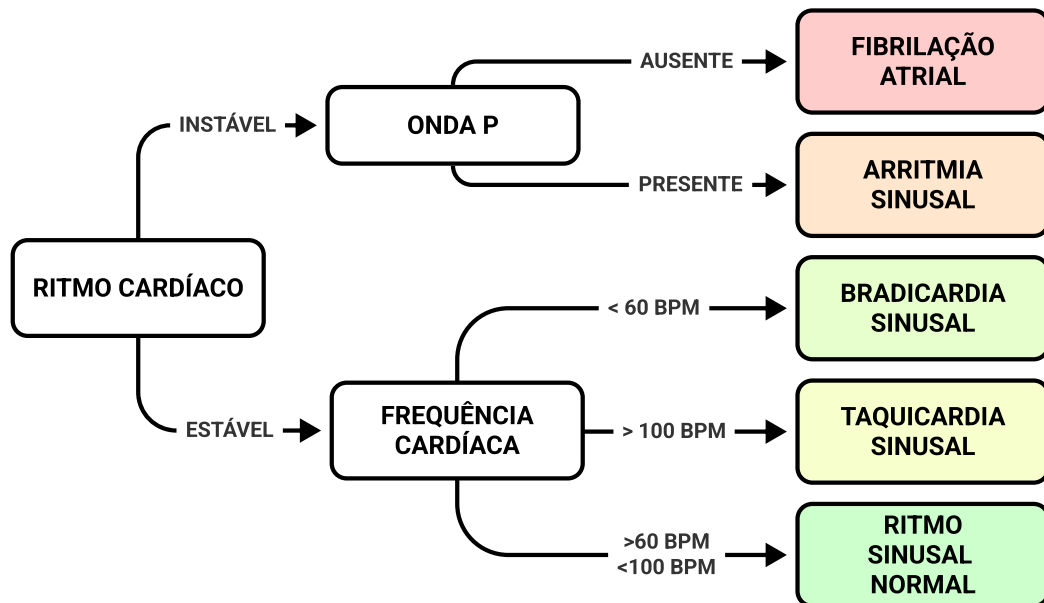 FIBRILAÇÃO
ATRIAL
AUSENTE
INSTÁVEL
ONDA P
PRESENTE
ARRITMIA
SINUSAL
RITMO CARDÍACO
BRADICARDIA
SINUSAL
< 60 BPM
ESTÁVEL
FREQUÊNCIA
CARDÍACA
> 100 BPM
TAQUICARDIA
SINUSAL
>60 BPM
<100 BPM
RITMO
SINUSAL
NORMAL